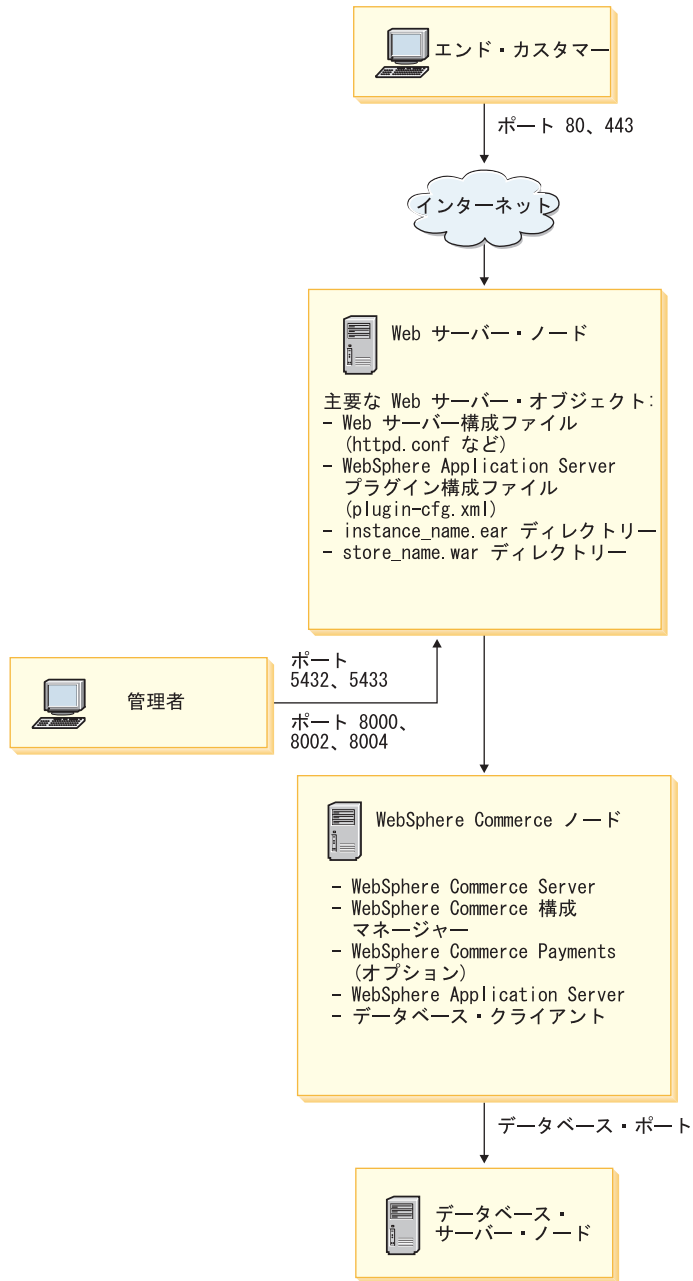 エンド・カスタマー
ポート 80、443
インターネット
Web サーバー・ノード
主要な Web サーバー・オブジェクト:
- Web サーバー構成ファイル
(httpd.conf など)
- WebSphere Application Server
プラグイン構成ファイル
(plugin-cfg.xml)
- instance_name.ear ディレクトリー
- store_name.war ディレクトリー
管理者
ポート
5432、5433
ポート 8000、
8002、8004
WebSphere Commerce ノード
- WebSphere Commerce Server
- WebSphere Commerce 構成
マネージャー
- WebSphere Commerce Payments
(オプション)
- WebSphere Application Server
- データベース・クライアント
データベース・ポート
データベース・
サーバー・ノード